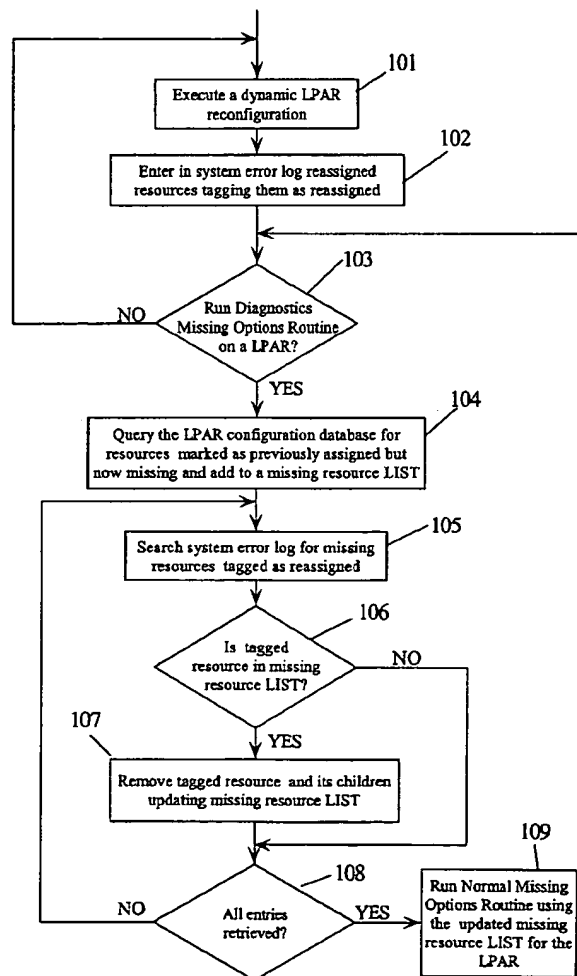 101
Execute a dynamic LPAR
reconfiguration
102
Enter in system error log reassigned
resources tagging them as reassigned
103
NO
Run Diagnostics
Missing Options Routine
on a LPAR?
YES
104
Query the LPAR configuration database for
resources marked as previously assigned but
now missing and add to a missing resource LIST
105
Search system error log for missing
resources tagged as reassigned
106
Is tagged
resource in missing
resource LIST?
NO
107
YES
Remove tagged resource and its children
updating missing resource LIST
108
109
NO
All entries
retrieved?
YES
Run Normal Missing
Options Routine using
the updated missing
resource LIST for the
LPAR